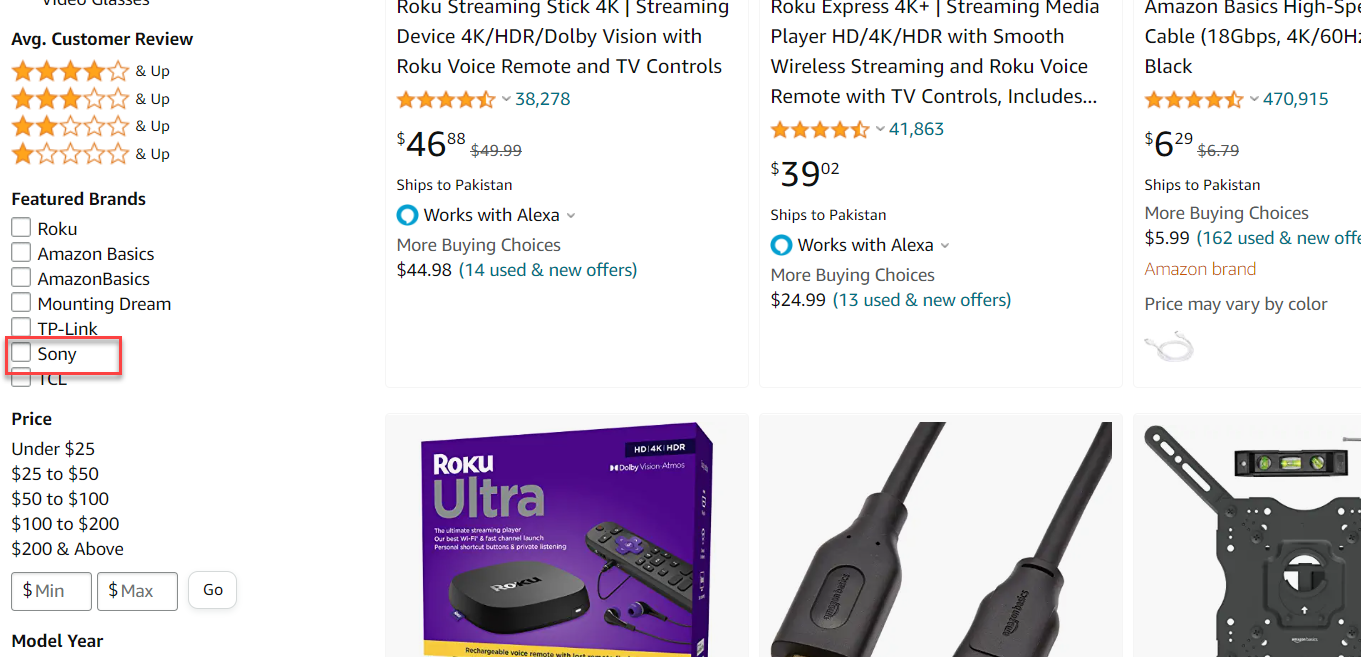 Video Glasses
Avg. Customer Review
& Up
& Up
& Up
& Up
Featured Brands
Roku
Amazon Basics
AmazonBasics
Mounting Dream
TP-Link
Sony
TCL
Price
Under $25
$25 to $50
$50 to $100
$100 to $200
$200 & Above
$ Min $ Max Go
Model Year
Roku Streaming Stick 4K | Streaming
Device 4K/HDR/Dolby Vision with
Roku Voice Remote and TV Controls
38,278
$46 88 $49.99
Ships to Pakistan
Works with Alexa
More Buying Choices
$44.98 (14 used & new offers)
Roku Express 4K+ | Streaming Media
Player HD/4K/HDR with Smooth
Wireless Streaming and Roku Voice
Remote with TV Controls, Includes...
41,863
$39 02
Ships to Pakistan
Works with Alexa
More Buying Choices
$24.99 (13 used & new offers)
Amazon Basics High-Spe
Cable (18Gbps, 4K/60Hz
Black
470,915
$6 29 $6.79
Ships to Pakistan
More Buying Choices
$5.99 (162 used & new offe
Amazon brand
Price may vary by color
HD|4K|HDR
Dolby Vision·Atmos
Roku
Ultra
The ultimate streaming player
Our best Wi-Fi® & fast channel launch
Personal shortcut buttons & private listening
Roku
Rechargeable voice remote with lost remote
amazon basics
amazon basics
amazonbasics